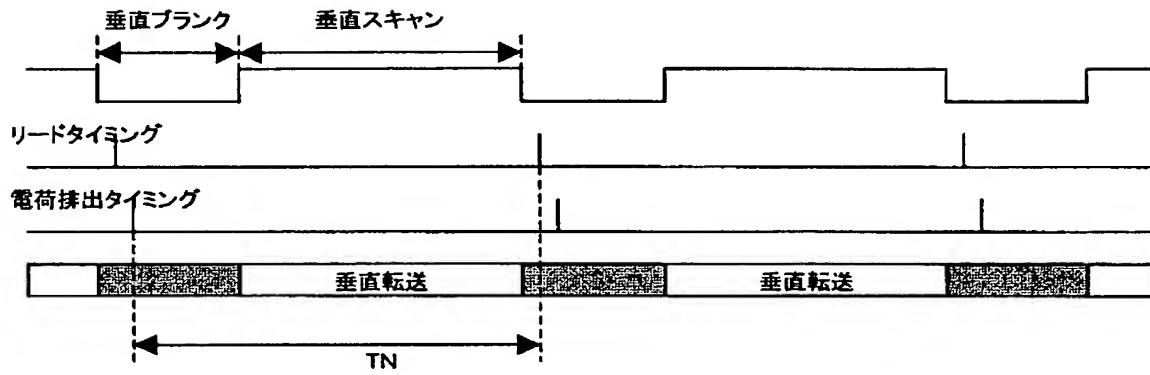 垂直ブランク
垂直スキャン
リードタイミング
電荷排出タイミング
垂直転送
垂直転送
TN